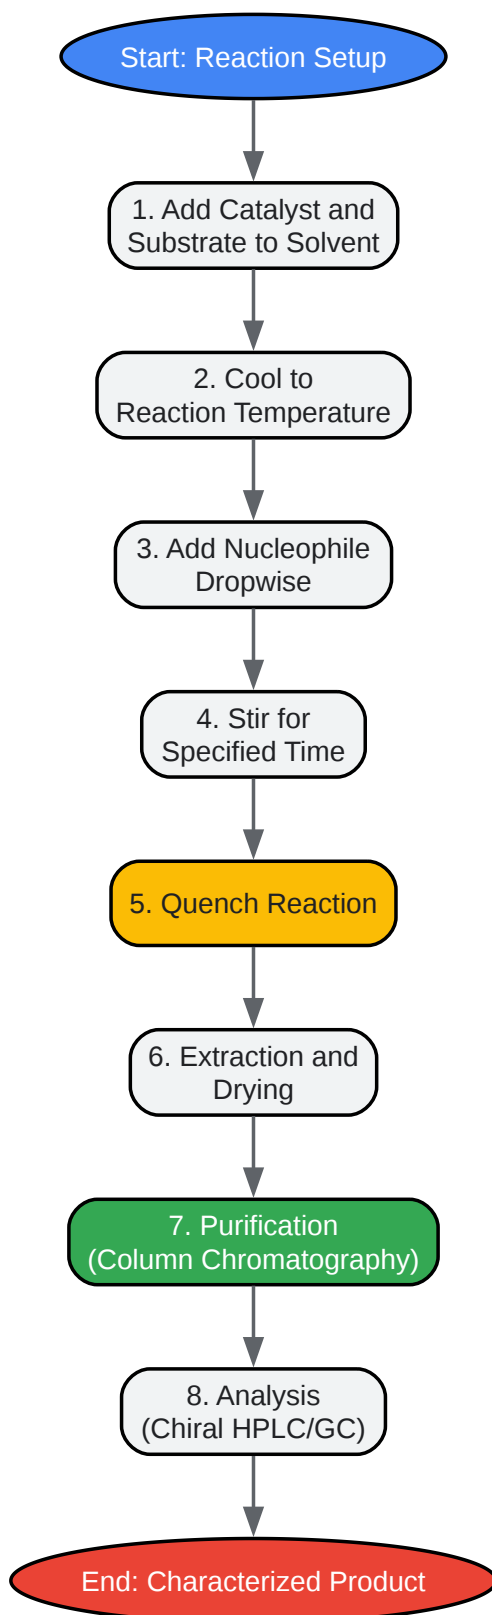 Start: Reaction Setup
1. Add Catalyst and
Substrate to Solvent
2. Cool to
Reaction Temperature
3. Add Nucleophile
Dropwise
4. Stir for
Specified Time
5. Quench Reaction
6. Extraction and
Drying
7. Purification
(Column Chromatography)
8. Analysis
(Chiral HPLC/GC)
End: Characterized Product